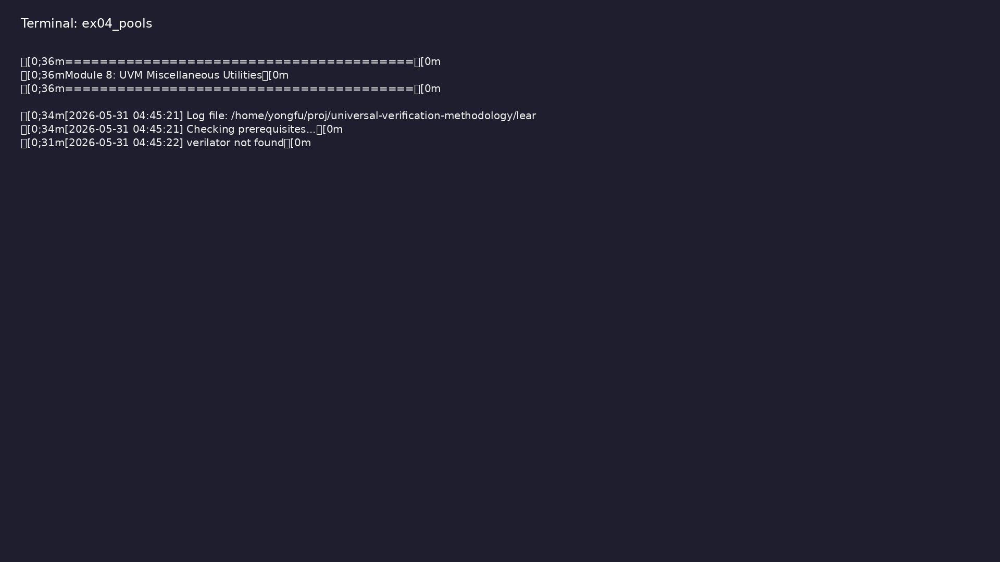 Terminal: ex04_pools
▯[0;36m========================================▯[0m
▯[0;36mModule 8: UVM Miscellaneous Utilities▯[0m
▯[0;36m========================================▯[0m
▯[0;34m[2026-05-31 04:45:21] Log file: /home/yongfu/proj/universal-verification-methodology/lear
▯[0;34m[2026-05-31 04:45:21] Checking prerequisites...▯[0m
▯[0;31m[2026-05-31 04:45:22] verilator not found▯[0m